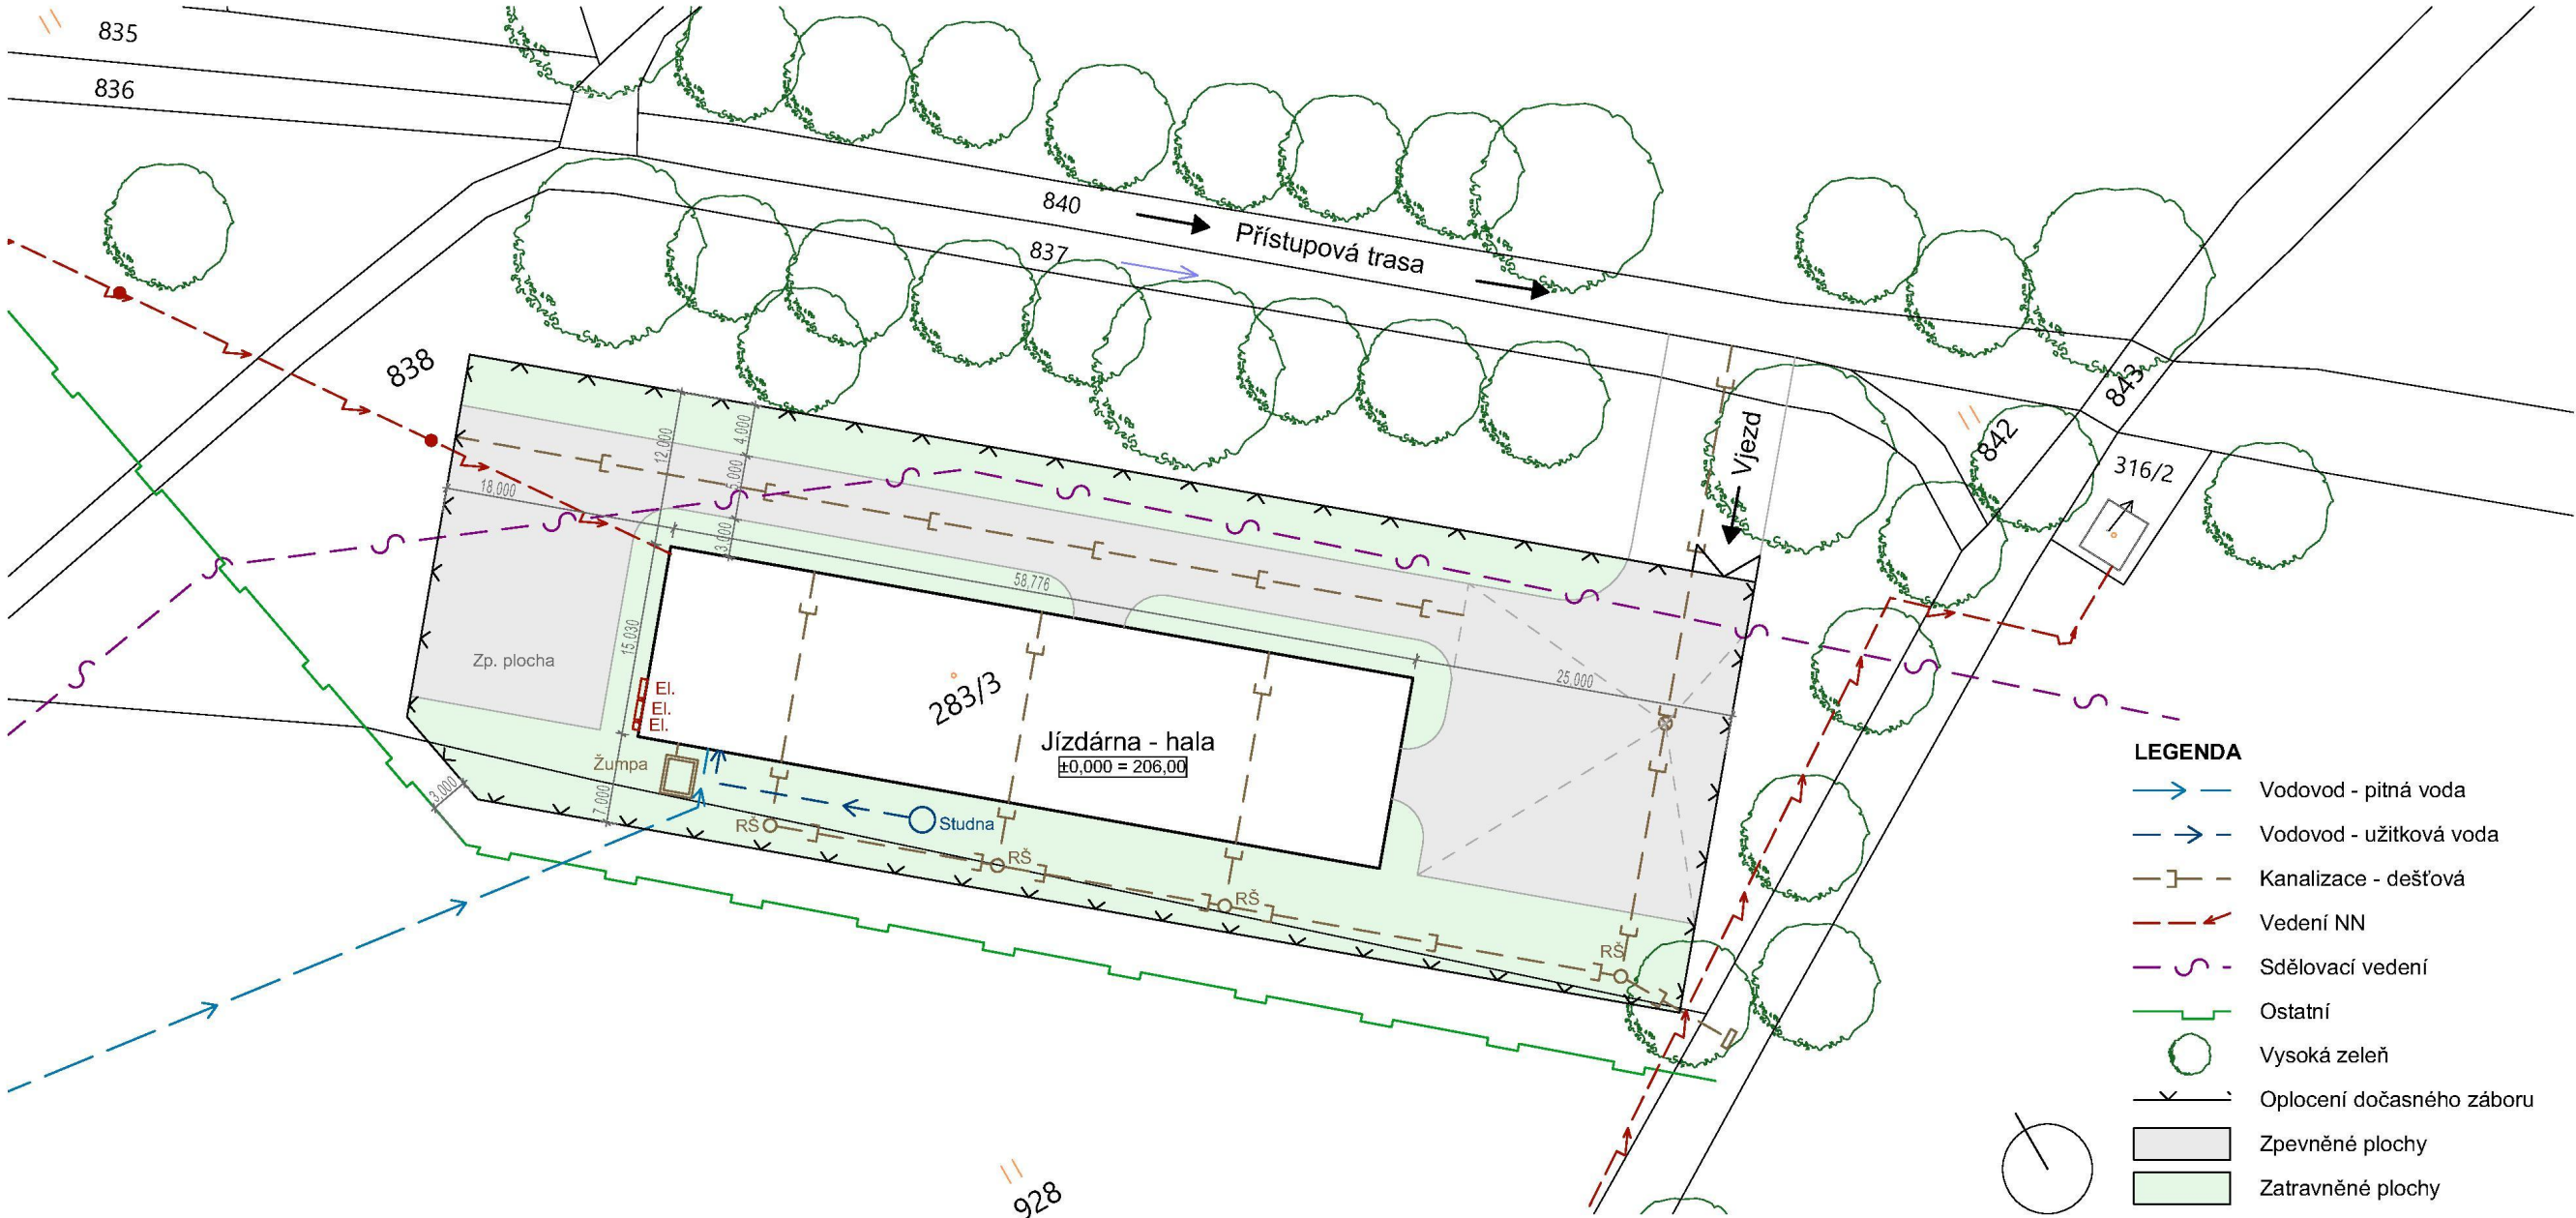 835
836
840
Přístupová trasa
837
838
843
842
316/2
Vjezd
12,000
4,000
5,000
3,000
18,000
58,776
15,030
25,000
Zp. plocha
El.
El.
El.
283/3
Jízdárna - hala
±0,000 = 206,00
Žumpa
Studna
3,000
7,000
RŠ
RŠ
RŠ
RŠ
928
LEGENDA
Vodovod - pitná voda
Vodovod - užitková voda
Kanalizace - dešťová
Vedení NN
Sdělovací vedení
Ostatní
Vysoká zeleň
Oplocení dočasného záboru
Zpevněné plochy
Zatravněné plochy